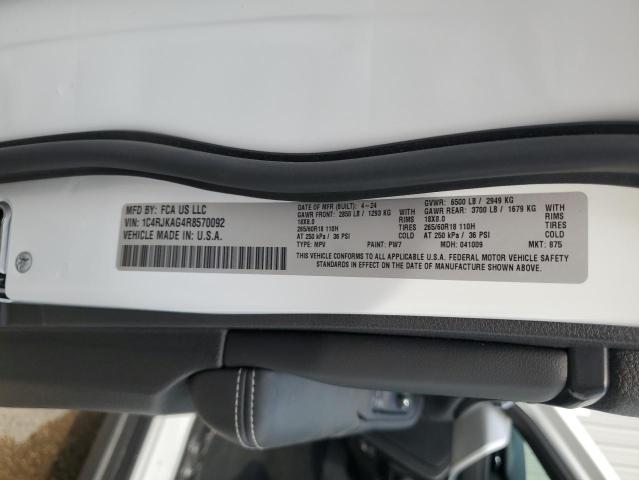 MFD BY: FCA US LLC
VIN: 1C4RJKAG4R8570092
VEHICLE MADE IN U.S.A.
DATE OF MFR (BUILT): 4-24 GVWR: 6500 LB / 2949 KG
GAWR FRONT: 2850 LB / 1293 KG WITH GAWR REAR: 3700 LB / 1679 KG WITH
18X8.0 RIMS 18X8.0 RIMS
265/60R18 110H TIRES 265/60R18 110H TIRES
AT 250 kPa / 36 PSI COLD AT 250 kPa / 36 PSI COLD
TYPE: MPV PAINT: PW7 MDH: 041009 MKT: 875
THIS VEHICLE CONFORMS TO ALL APPLICABLE U.S.A. FEDERAL MOTOR VEHICLE SAFETY
STANDARDS IN EFFECT ON THE DATE OF MANUFACTURE SHOWN ABOVE.